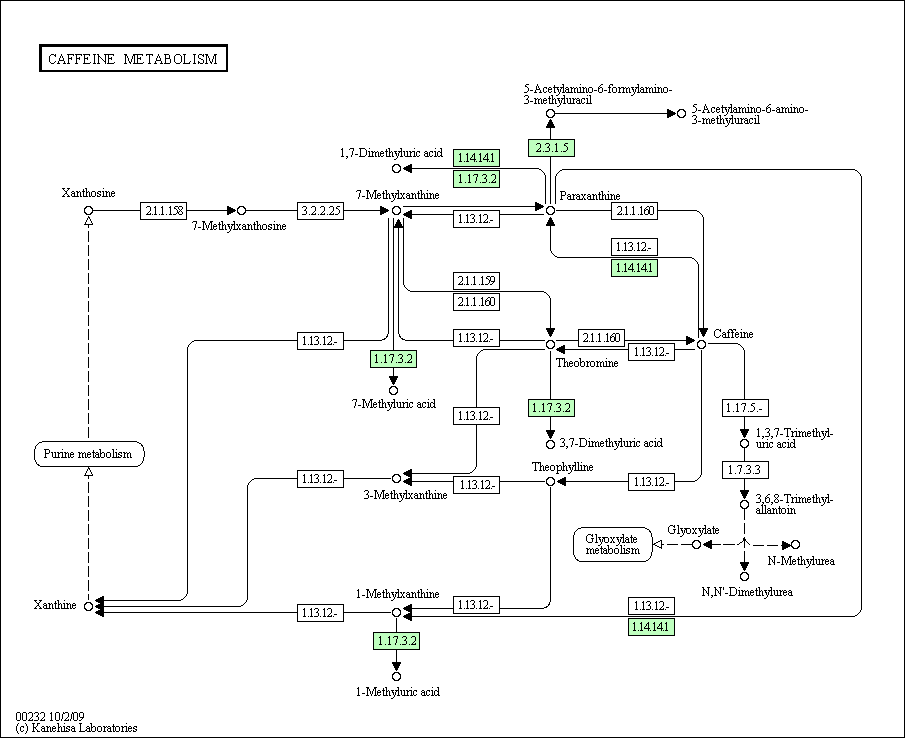 CAFFEINE METABOLISM
5-Acetylamino-6-formylamino-
3-methyluracil
5-Acetylamino-6-amino-
3-methyluracil
2.3.1.5
1,7-Dimethyluric acid
1.14.14.1
1.17.3.2
Xanthosine
7-Methylxanthine
Paraxanthine
2.1.1.158
3.2.2.25
2.1.1.160
7-Methylxanthosine
1.13.12.-
1.13.12.-
1.14.14.1
2.1.1.159
2.1.1.160
1.13.12.-
1.13.12.-
2.1.1.160
Caffeine
1.13.12.-
1.17.3.2
Theobromine
7-Methyluric acid
1.13.12.-
1.17.3.2
1.17.5.-
3,7-Dimethyluric acid
1,3,7-Trimethyl-
uric acid
Purine metabolism
Theophylline
1.7.3.3
1.13.12.-
3-Methylxanthine
1.13.12.-
1.13.12.-
3,6,8-Trimethyl-
allantoin
Glyoxylate
metabolism
Glyoxylate
N-Methylurea
N,N'-Dimethylurea
Xanthine
1-Methylxanthine
1.13.12.-
1.13.12.-
1.13.12.-
1.14.14.1
1.17.3.2
1-Methyluric acid
00232 10/2/09
(c) Kanehisa Laboratories